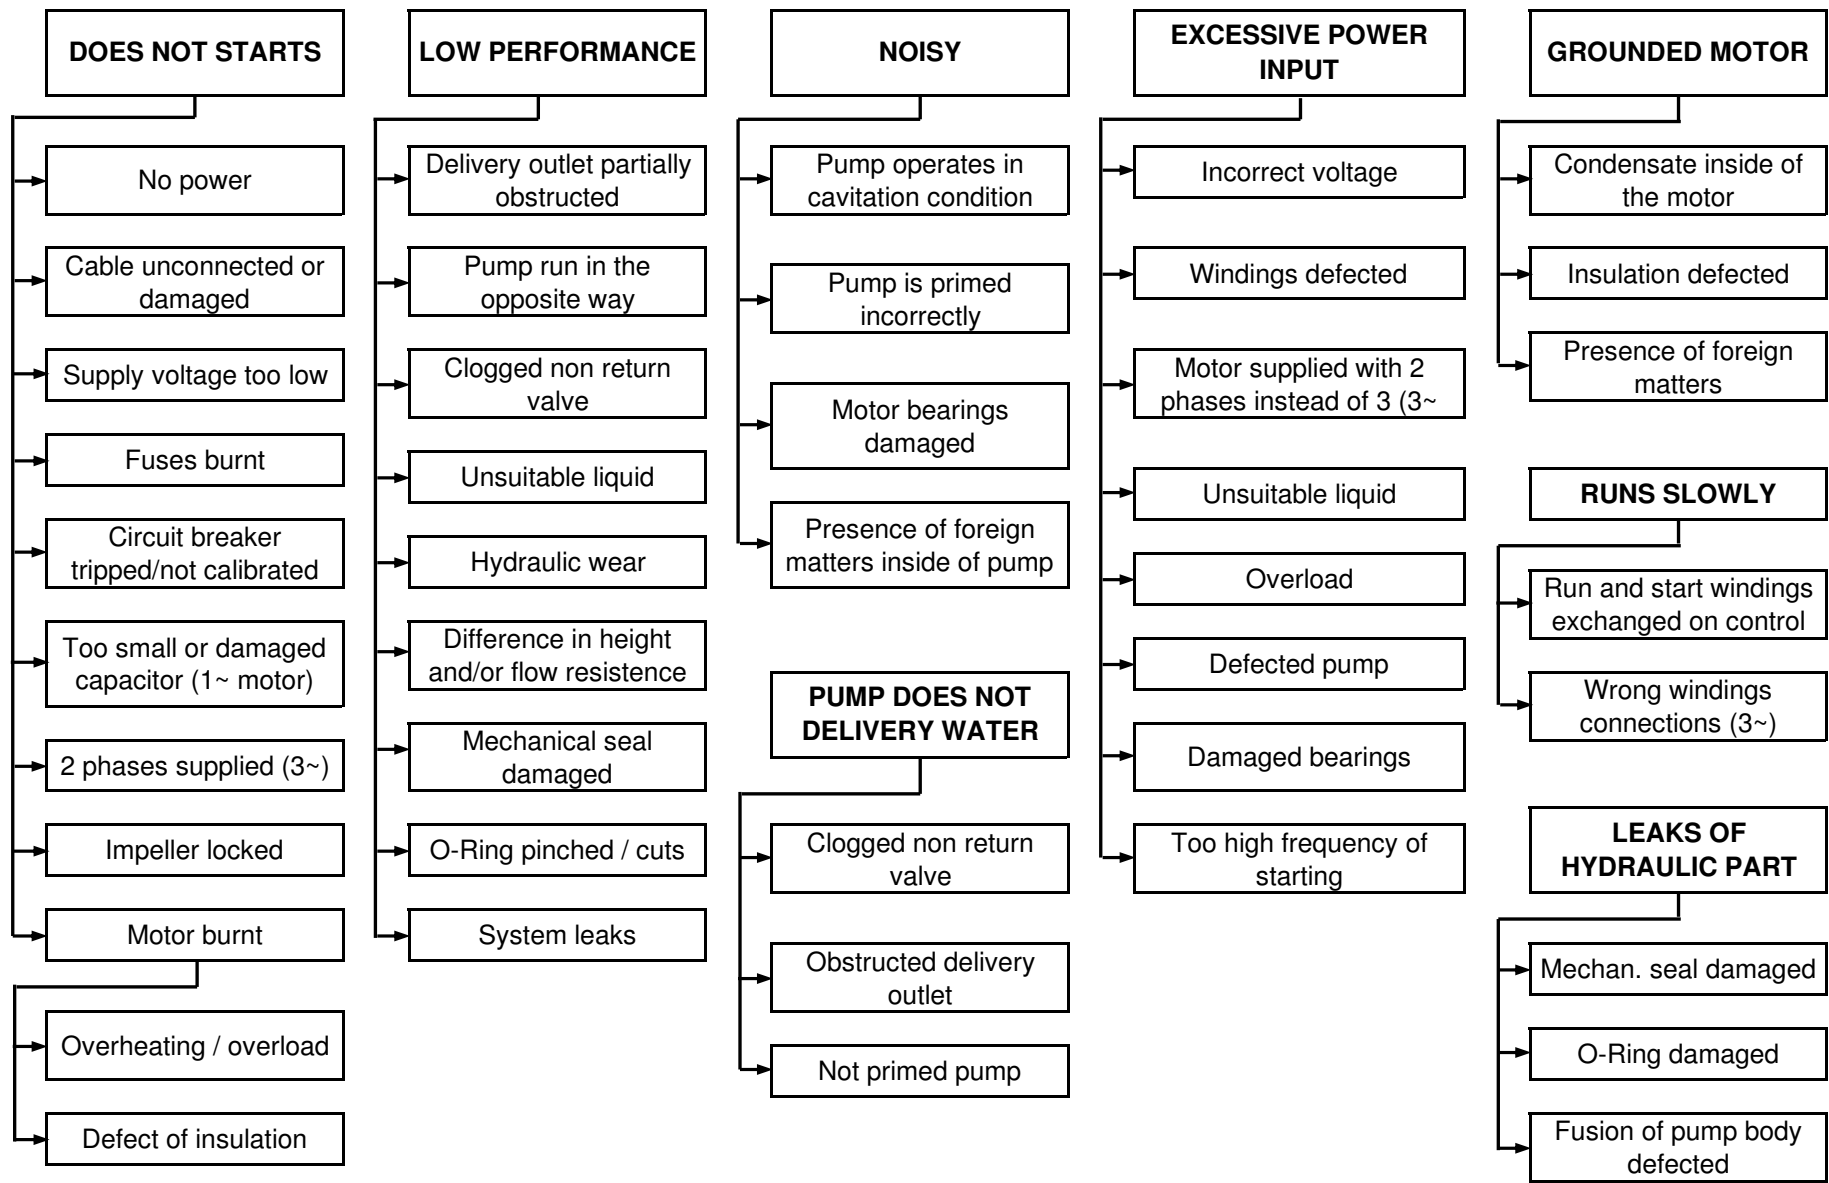 DOES NOT STARTS
No power
Cable unconnected or
damaged
Supply voltage too low
Fuses burnt
Circuit breaker
tripped/not calibrated
Too small or damaged
capacitor (1~ motor)
2 phases supplied (3~)
Impeller locked
Motor burnt
Overheating / overload
Defect of insulation
LOW PERFORMANCE
Delivery outlet partially
obstructed
Pump run in the
opposite way
Clogged non return
valve
Unsuitable liquid
Hydraulic wear
Difference in height
and/or flow resistence
Mechanical seal
damaged
O-Ring pinched / cuts
System leaks
NOISY
Pump operates in
cavitation condition
Pump is primed
incorrectly
Motor bearings
damaged
Presence of foreign
matters inside of pump
PUMP DOES NOT
DELIVERY WATER
Clogged non return
valve
Obstructed delivery
outlet
Not primed pump
EXCESSIVE POWER
INPUT
Incorrect voltage
Windings defected
Motor supplied with 2
phases instead of 3 (3~
Unsuitable liquid
Overload
Defected pump
Damaged bearings
Too high frequency of
starting
GROUNDED MOTOR
Condensate inside of
the motor
Insulation defected
Presence of foreign
matters
RUNS SLOWLY
Run and start windings
exchanged on control
Wrong windings
connections (3~)
LEAKS OF
HYDRAULIC PART
Mechan. seal damaged
O-Ring damaged
Fusion of pump body
defected